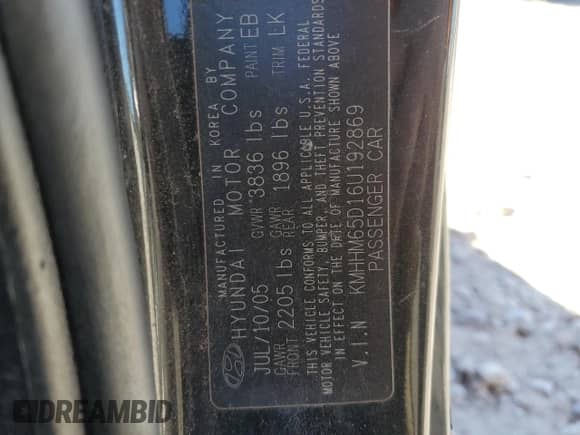 MANUFACTURED IN KOREA BY
HYUNDAI MOTOR COMPANY
JUL/10/05 GVWR 3836 lbs PAINT EB
GAWR FRONT 2205 lbs GAWR REAR 1896 lbs TRIM LK
THIS VEHICLE CONFORMS TO ALL APPLICABLE U.S.A. FEDERAL
MOTOR VEHICLE SAFETY, BUMPER, AND THEFT PREVENTION STANDARDS
IN EFFECT ON THE DATE OF MANUFACTURE SHOWN ABOVE
V.I.N KMHHM65D16U192869
PASSENGER CAR
DREAMBID